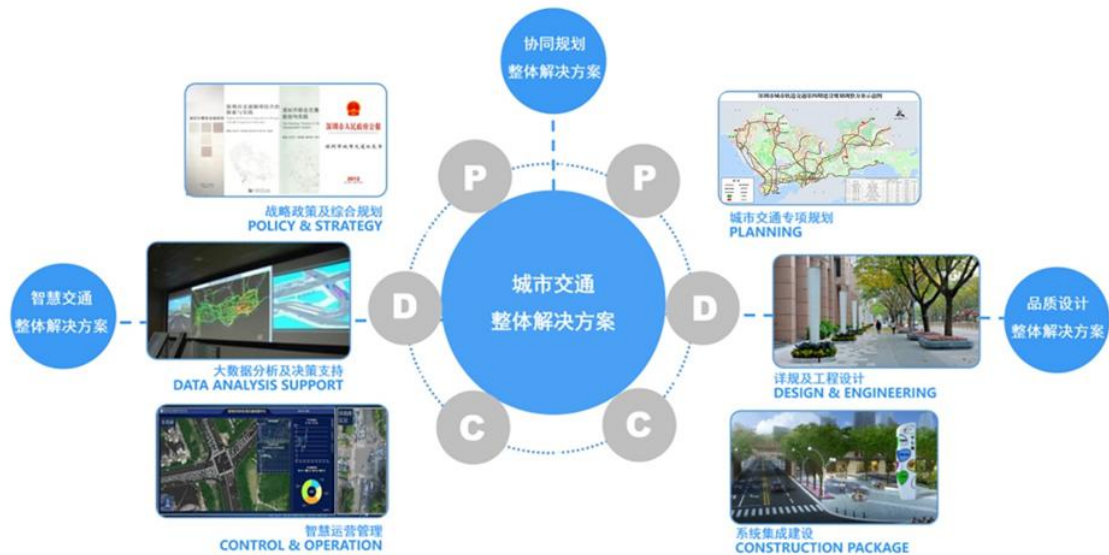 协同规划
整体解决方案
深圳市人民政府公报
2012
战略政策及综合规划
POLICY & STRATEGY
P
P
城市交通专项规划
PLANNING
智慧交通
整体解决方案
大数据分析及决策支持
DATA ANALYSIS SUPPORT
D
城市交通
整体解决方案
D
详规及工程设计
DESIGN & ENGINEERING
品质设计
整体解决方案
智慧运营管理
CONTROL & OPERATION
C
C
系统集成建设
CONSTRUCTION PACKAGE